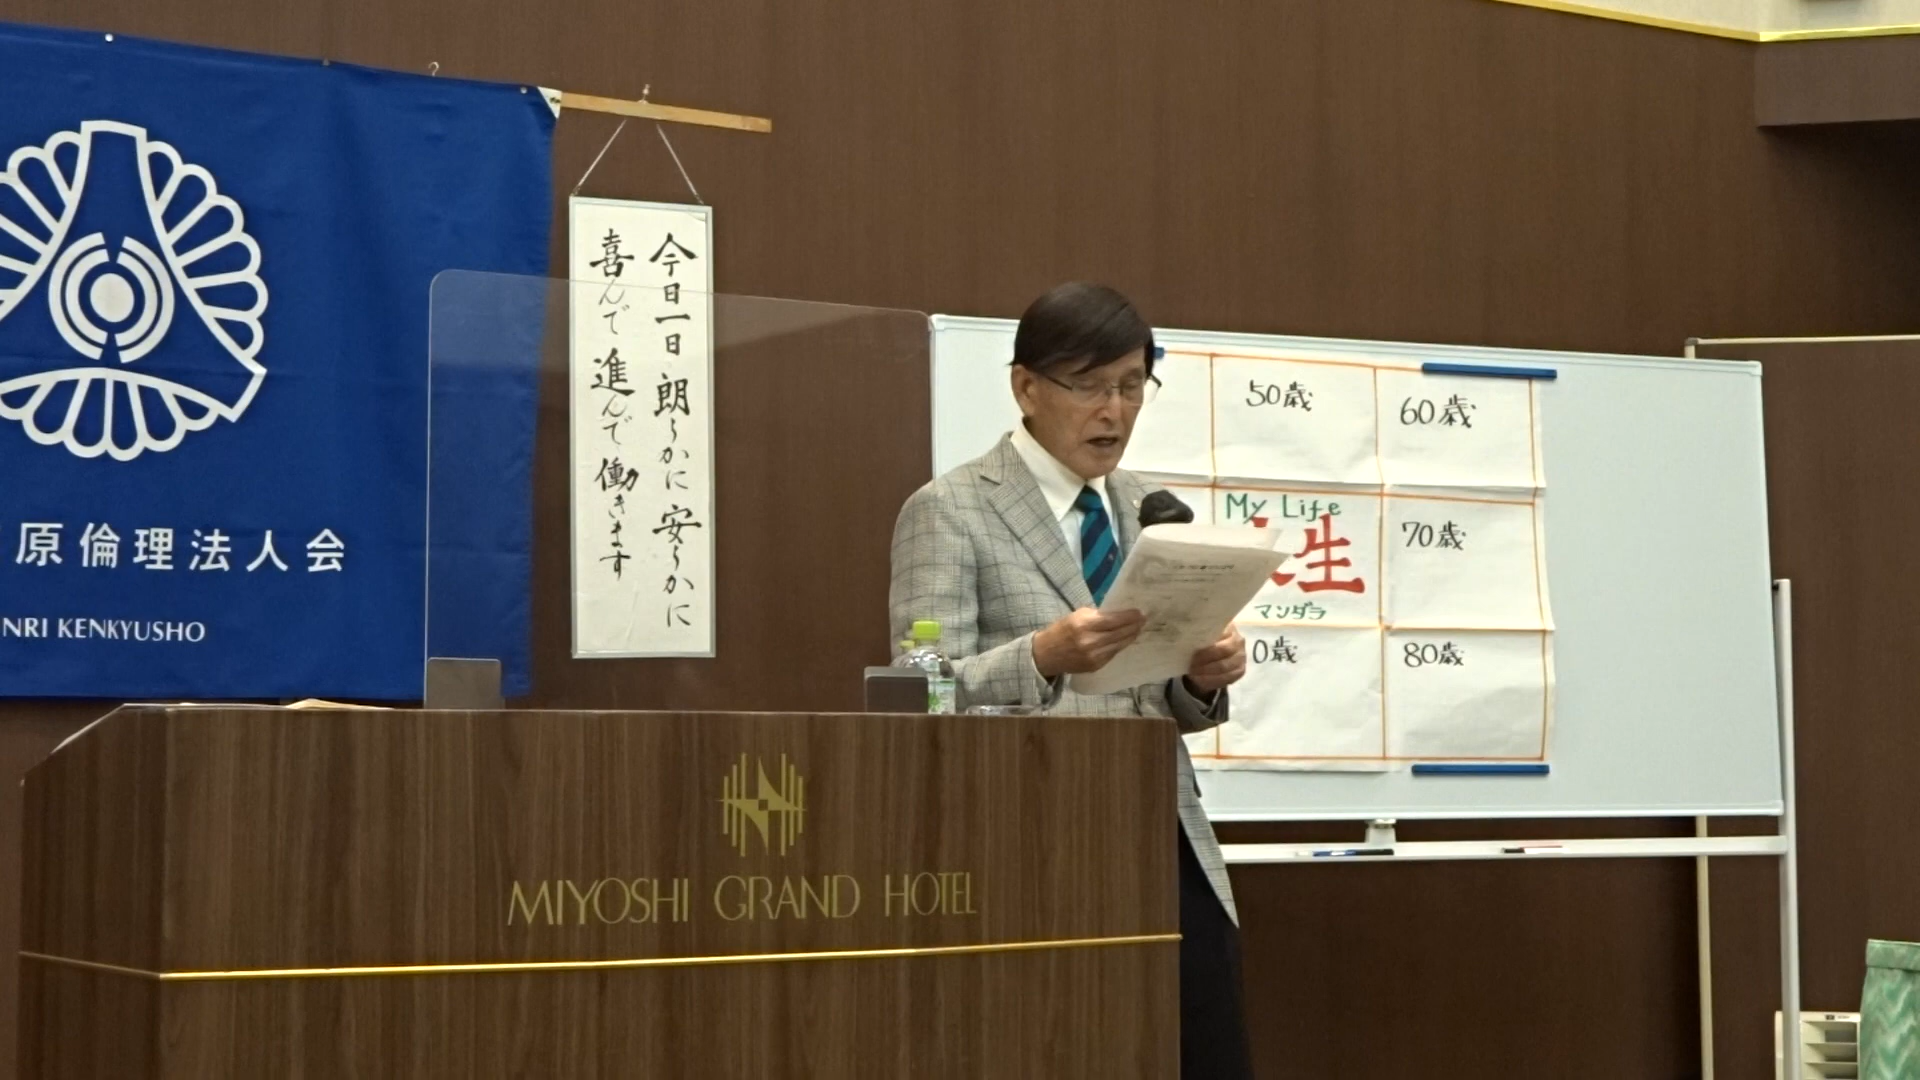 原倫理法人会
NRI KENKYUSHO
今日一日 朗らかに 安らかに
喜んで 進んで 働きます
50歳
60歳
My Life
生
マンダラ
70歳
0歳
80歳
MIYOSHI GRAND HOTEL